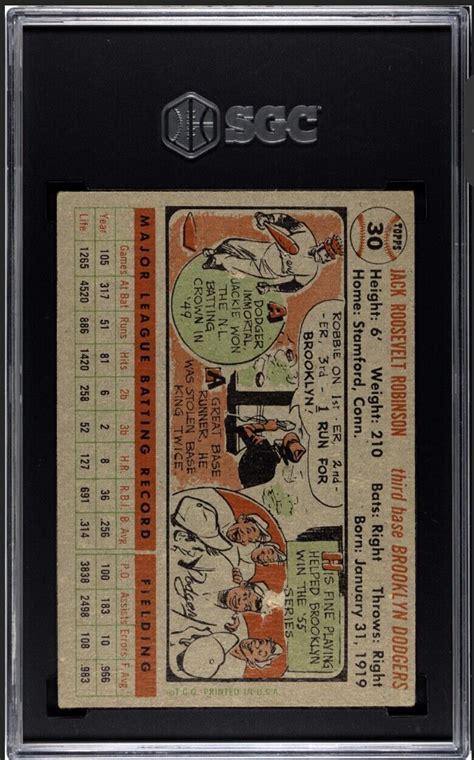 SGC
TOPPS
30
JACK ROOSEVELT ROBINSON third base BROOKLYN DODGERS
Height: 6' Weight: 210 Bats: Right Throws: Right
Home: Stamford, Conn. Born: January 31, 1919
A DODGER
IMMORTAL,
JACKIE WON
THE N.L.
BATTING
CROWN IN
'49
ROBBIE ON 1ST-ER, 2ND-
ER, 3RD - 1 RUN FOR
BROOKLYN!
A GREAT BASE
RUNNER, HE
WAS STOLEN BASE
KING TWICE
HIS FINE PLAYING
HELPED BROOKLYN
WIN THE '55
SERIES
Dodgers
©T.C.G. PRINTED IN U.S.A.
MAJOR LEAGUE BATTING RECORD FIELDING
Games At Bat Runs Hits 2b 3b H.R. R.B.I. B. Avg. P.O. Assists Errors F. Avg.
Year 105 317 51 81 6 2 8 36 .256 100 183 10 .966
Life 1265 4520 886 1420 258 52 127 691 .314 3838 2498 108 .983